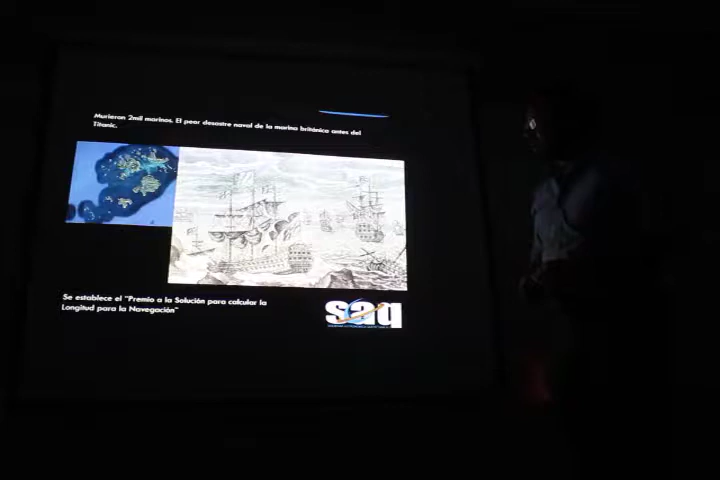 Murieron 2mil marinos. El peor desastre naval de la marina británica antes del
Titanic.
Se establece el "Premio a la Solución para calcular la
Longitud para la Navegación"
saq